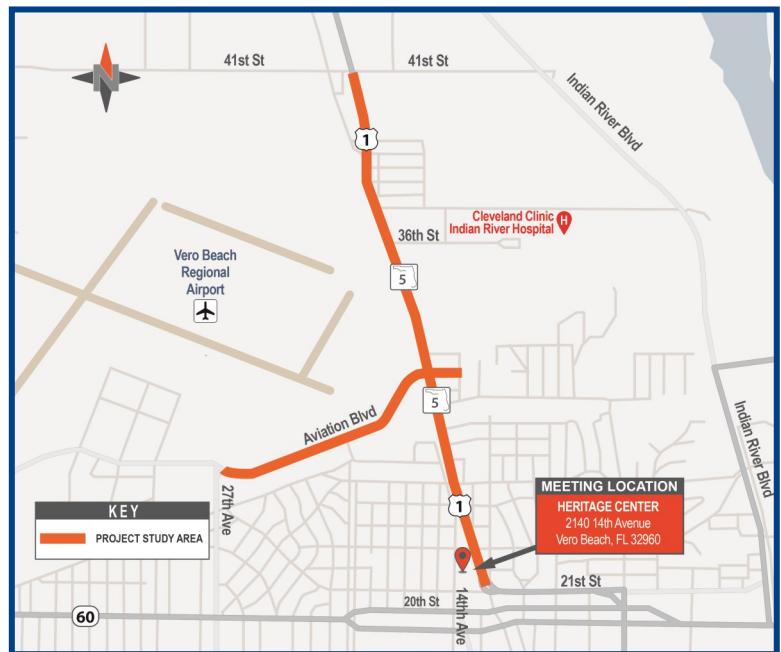 41st St
41st St
N
1
Indian River Blvd
Cleveland Clinic
Indian River Hospital
H
36th St
Vero Beach
Regional
Airport
5
5
Aviation Blvd
Indian River Blvd
27th Ave
KEY
PROJECT STUDY AREA
1
MEETING LOCATION
HERITAGE CENTER
2140 14th Avenue
Vero Beach, FL 32960
21st St
20th St
14thh Ave
60